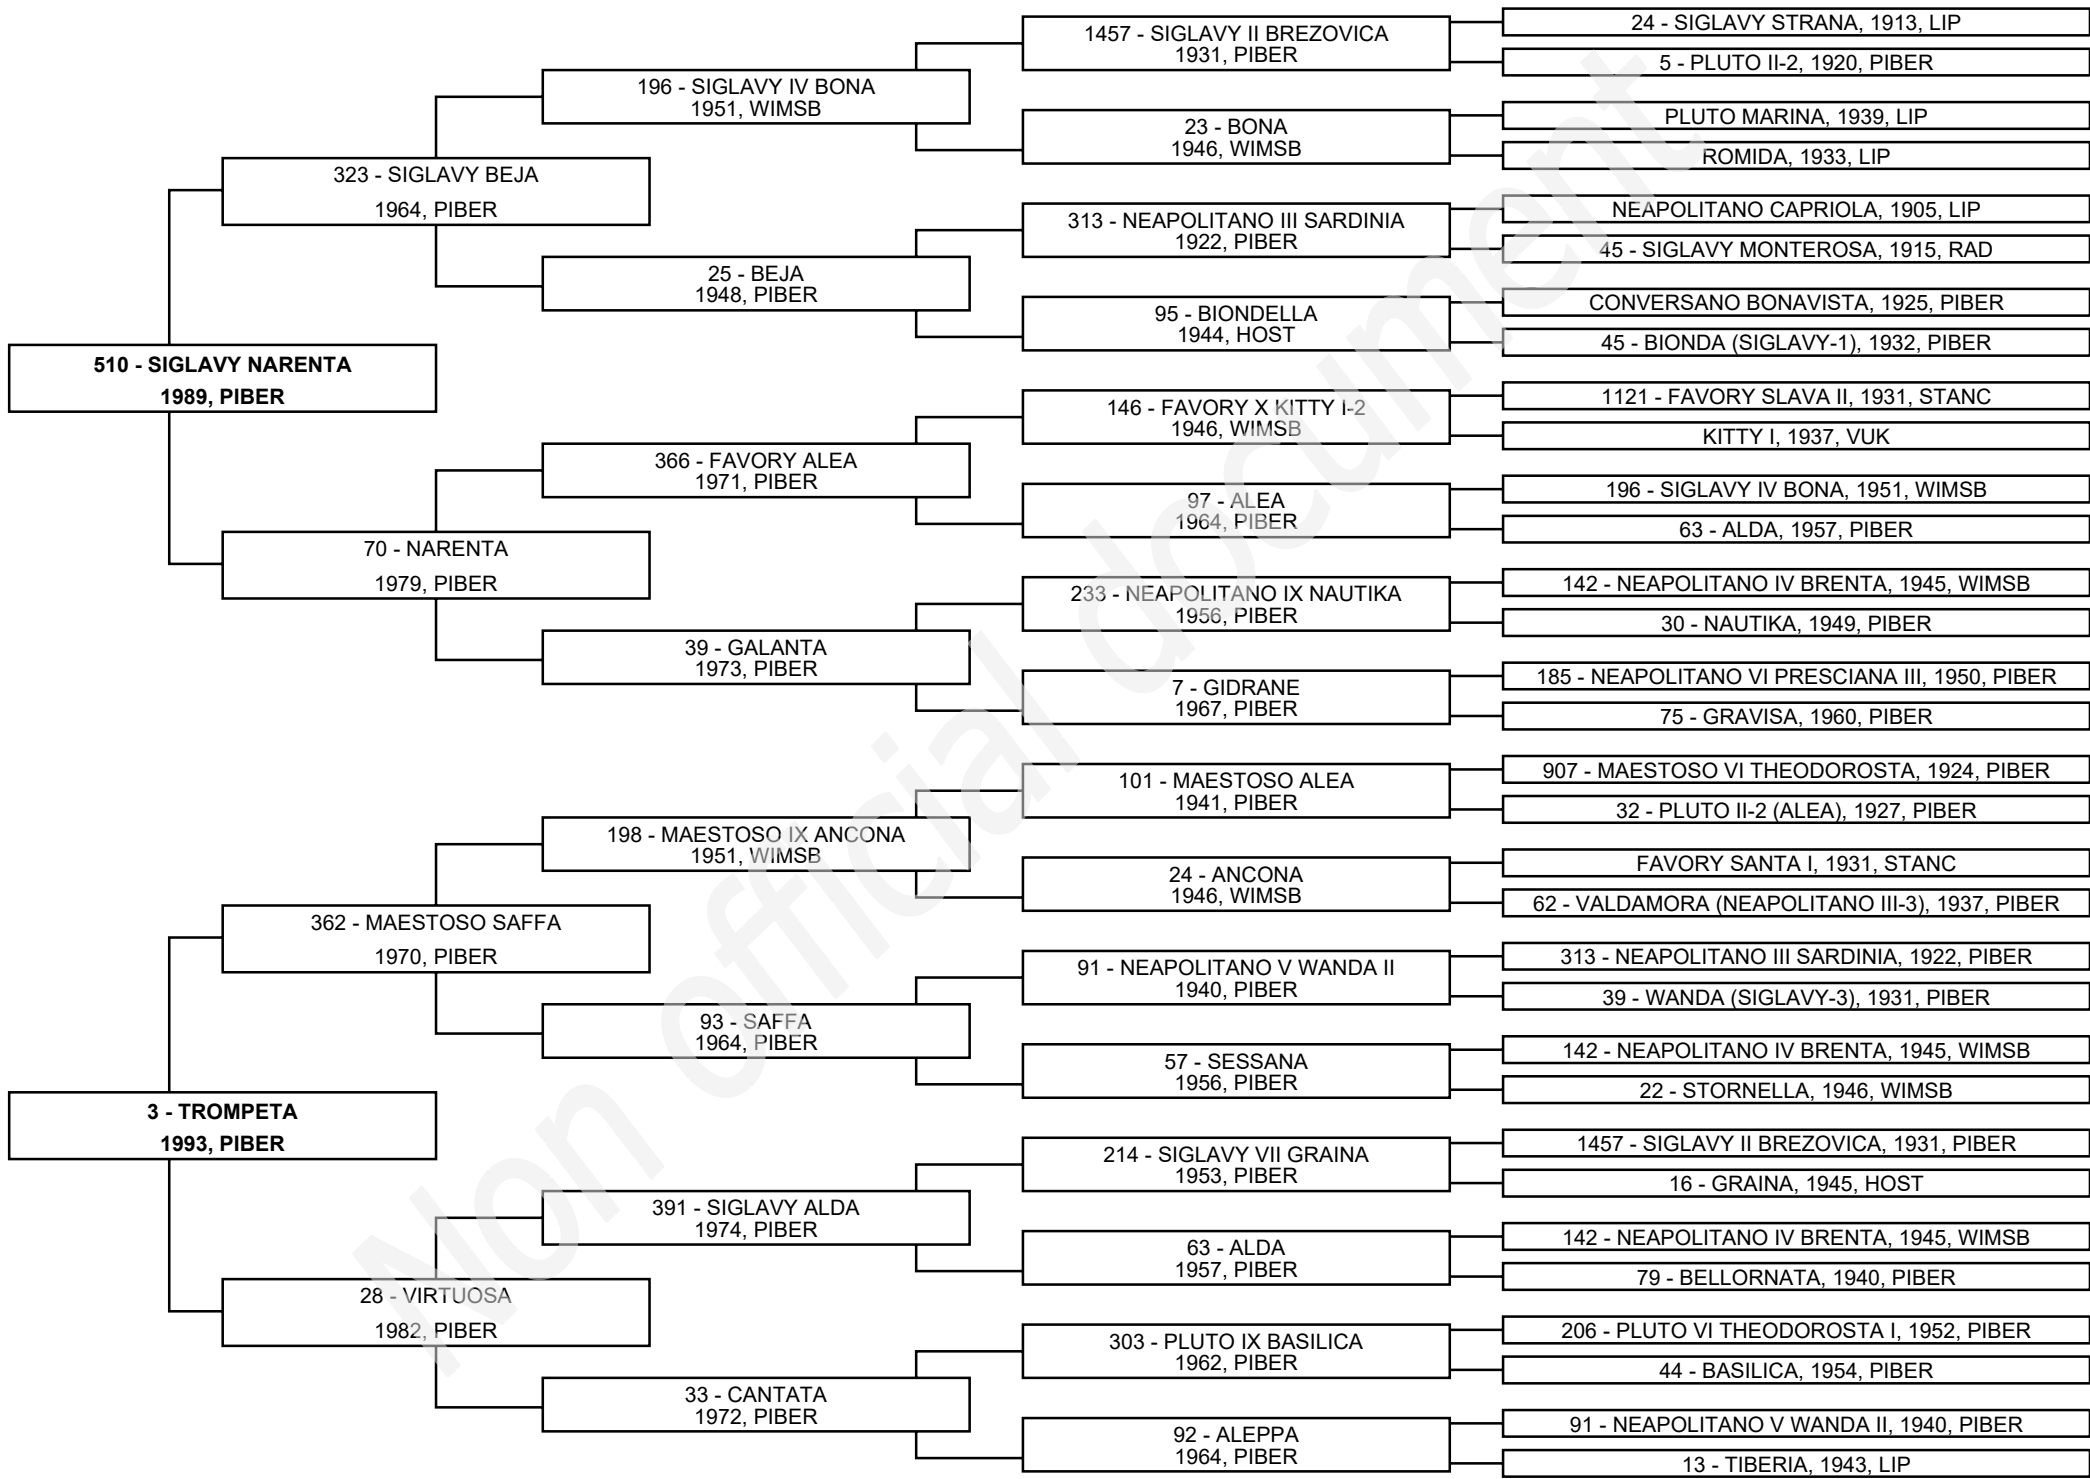 510 - SIGLAVY NARENTA
1989, PIBER
3 - TROMPETA
1993, PIBER
323 - SIGLAVY BEJA
1964, PIBER
70 - NARENTA
1979, PIBER
362 - MAESTOSO SAFFA
1970, PIBER
28 - VIRTUOSA
1982, PIBER
196 - SIGLAVY IV BONA
1951, WIMSB
25 - BEJA
1948, PIBER
366 - FAVORY ALEA
1971, PIBER
39 - GALANTA
1973, PIBER
198 - MAESTOSO IX ANCONA
1951, WIMSB
93 - SAFFA
1964, PIBER
391 - SIGLAVY ALDA
1974, PIBER
33 - CANTATA
1972, PIBER
1457 - SIGLAVY II BREZOVICA
1931, PIBER
23 - BONA
1946, WIMSB
313 - NEAPOLITANO III SARDINIA
1922, PIBER
95 - BIONDELLA
1944, HOST
146 - FAVORY X KITTY I-2
1946, WIMSB
97 - ALEA
1964, PIBER
233 - NEAPOLITANO IX NAUTIKA
1956, PIBER
7 - GIDRANE
1967, PIBER
101 - MAESTOSO ALEA
1941, PIBER
24 - ANCONA
1946, WIMSB
91 - NEAPOLITANO V WANDA II
1940, PIBER
57 - SESSANA
1956, PIBER
214 - SIGLAVY VII GRAINA
1953, PIBER
63 - ALDA
1957, PIBER
303 - PLUTO IX BASILICA
1962, PIBER
92 - ALEPPA
1964, PIBER
24 - SIGLAVY STRANA, 1913, LIP
5 - PLUTO II-2, 1920, PIBER
PLUTO MARINA, 1939, LIP
ROMIDA, 1933, LIP
NEAPOLITANO CAPRIOLA, 1905, LIP
45 - SIGLAVY MONTEROSA, 1915, RAD
CONVERSANO BONAVISTA, 1925, PIBER
45 - BIONDA (SIGLAVY-1), 1932, PIBER
1121 - FAVORY SLAVA II, 1931, STANC
KITTY I, 1937, VUK
196 - SIGLAVY IV BONA, 1951, WIMSB
63 - ALDA, 1957, PIBER
142 - NEAPOLITANO IV BRENTA, 1945, WIMSB
30 - NAUTIKA, 1949, PIBER
185 - NEAPOLITANO VI PRESCIANA III, 1950, PIBER
75 - GRAVISA, 1960, PIBER
907 - MAESTOSO VI THEODOROSTA, 1924, PIBER
32 - PLUTO II-2 (ALEA), 1927, PIBER
FAVORY SANTA I, 1931, STANC
62 - VALDAMORA (NEAPOLITANO III-3), 1937, PIBER
313 - NEAPOLITANO III SARDINIA, 1922, PIBER
39 - WANDA (SIGLAVY-3), 1931, PIBER
142 - NEAPOLITANO IV BRENTA, 1945, WIMSB
22 - STORNELLA, 1946, WIMSB
1457 - SIGLAVY II BREZOVICA, 1931, PIBER
16 - GRAINA, 1945, HOST
142 - NEAPOLITANO IV BRENTA, 1945, WIMSB
79 - BELLORNATA, 1940, PIBER
206 - PLUTO VI THEODOROSTA I, 1952, PIBER
44 - BASILICA, 1954, PIBER
91 - NEAPOLITANO V WANDA II, 1940, PIBER
13 - TIBERIA, 1943, LIP
Non official document